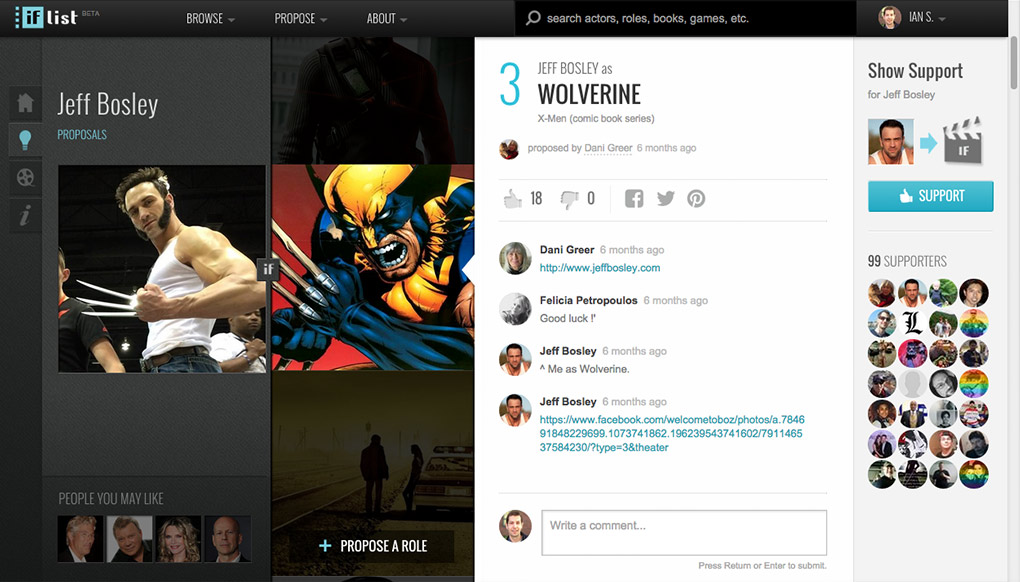 if list BETA
BROWSE
PROPOSE
ABOUT
search actors, roles, books, games, etc.
IAN S.
Jeff Bosley
PROPOSALS
if
PEOPLE YOU MAY LIKE
+ PROPOSE A ROLE
3
JEFF BOSLEY as
WOLVERINE
X-Men (comic book series)
proposed by Dani Greer 6 months ago
18
0
Dani Greer 6 months ago
http://www.jeffbosley.com
Felicia Petropoulos 6 months ago
Good luck !'
Jeff Bosley 6 months ago
^ Me as Wolverine.
Jeff Bosley 6 months ago
https://www.facebook.com/welcometoboz/photos/a.7846
91848229699.1073741862.196239543741602/7911465
37584230/?type=3&theater
Write a comment...
Press Return or Enter to submit.
Show Support
for Jeff Bosley
IF
SUPPORT
99 SUPPORTERS
L